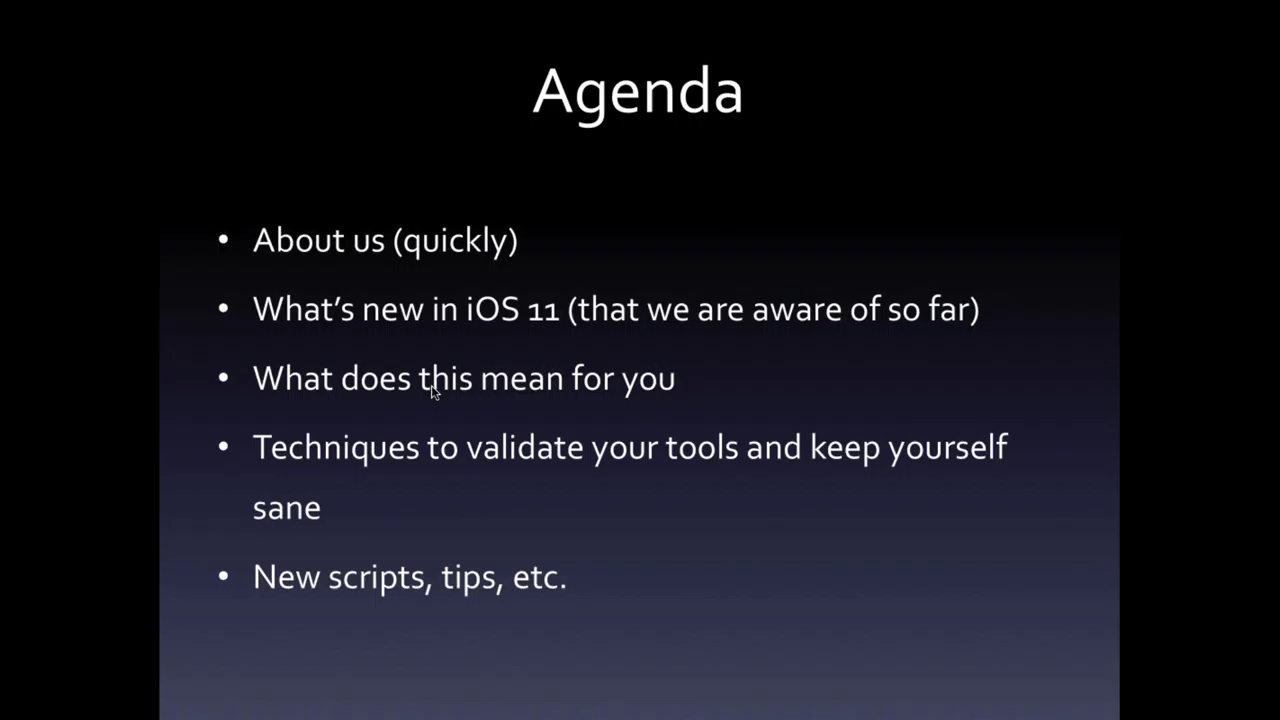 Agenda
• About us (quickly)
• What’s new in iOS 11 (that we are aware of so far)
• What does this mean for you
• Techniques to validate your tools and keep yourself
sane
• New scripts, tips, etc.